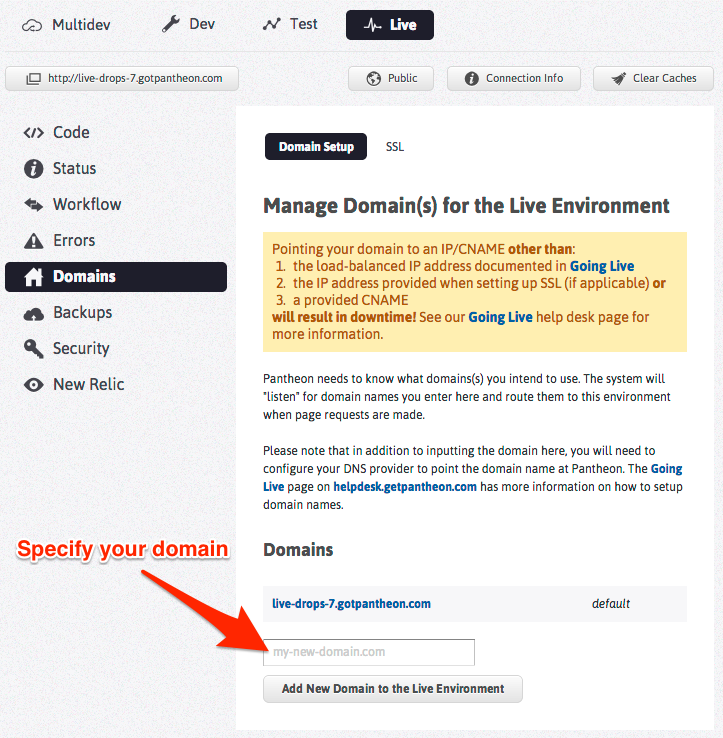 Multidev
Dev
Test
Live
http://live-drops-7.gotpantheon.com
Public
Connection Info
Clear Caches
Code
Status
Workflow
Errors
Domains
Backups
Security
New Relic
Domain Setup
SSL
Manage Domain(s) for the Live Environment
Pointing your domain to an IP/CNAME other than:
1. the load-balanced IP address documented in Going Live
2. the IP address provided when setting up SSL (if applicable) or
3. a provided CNAME
will result in downtime! See our Going Live help desk page for
more information.
Pantheon needs to know what domains(s) you intend to use. The system will
"listen" for domain names you enter here and route them to this environment
when page requests are made.
Please note that in addition to inputting the domain here, you will need to
configure your DNS provider to point the domain name at Pantheon. The Going
Live page on helpdesk.getpantheon.com has more information on how to setup
domain names.
Specify your domain
Domains
live-drops-7.gotpantheon.com default
my-new-domain.com
Add New Domain to the Live Environment